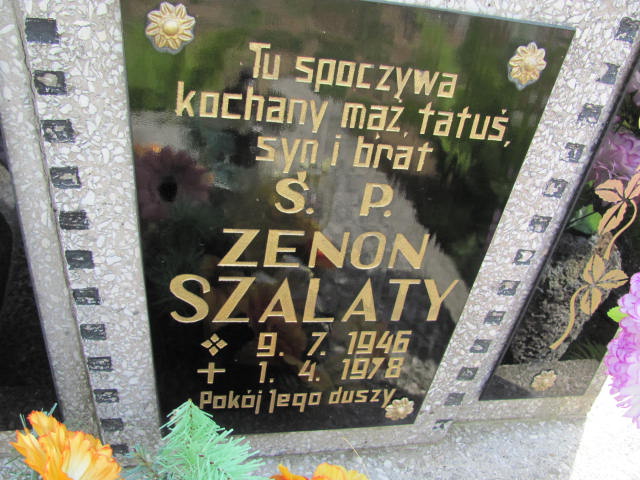 Tu spoczywa
kochany mąż, tatuś,
syn i brat
Ś. P.
ZENON
SZALATY
9. 7. 1946
+ 1. 4. 1978
Pokój Jego duszy